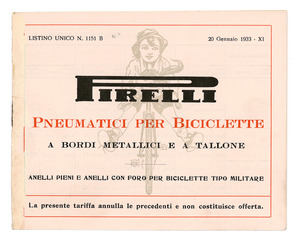 LISTINO UNICO N. 1151 B
20 Gennaio 1933 - XI
PIRELLI
PNEUMATICI PER BICICLETTE
A BORDI METALLICI E A TALLONE
ANELLI PIENI E ANELLI CON FORO PER BICICLETTE TIPO MILITARE
La presente tariffa annulla le precedenti e non costituisce offerta.